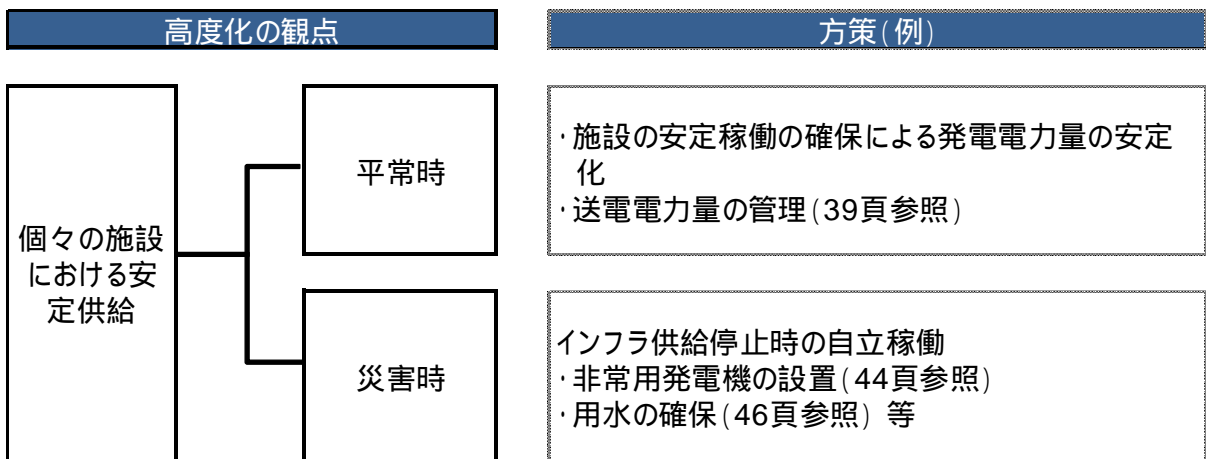 高度化の観点
方策(例)
個々の施設
における安
定供給
平常時
・施設の安定稼働の確保による発電電力量の安定
化
・送電電力量の管理(39頁参照)
災害時
インフラ供給停止時の自立稼働
・非常用発電機の設置(44頁参照)
・用水の確保(46頁参照) 等